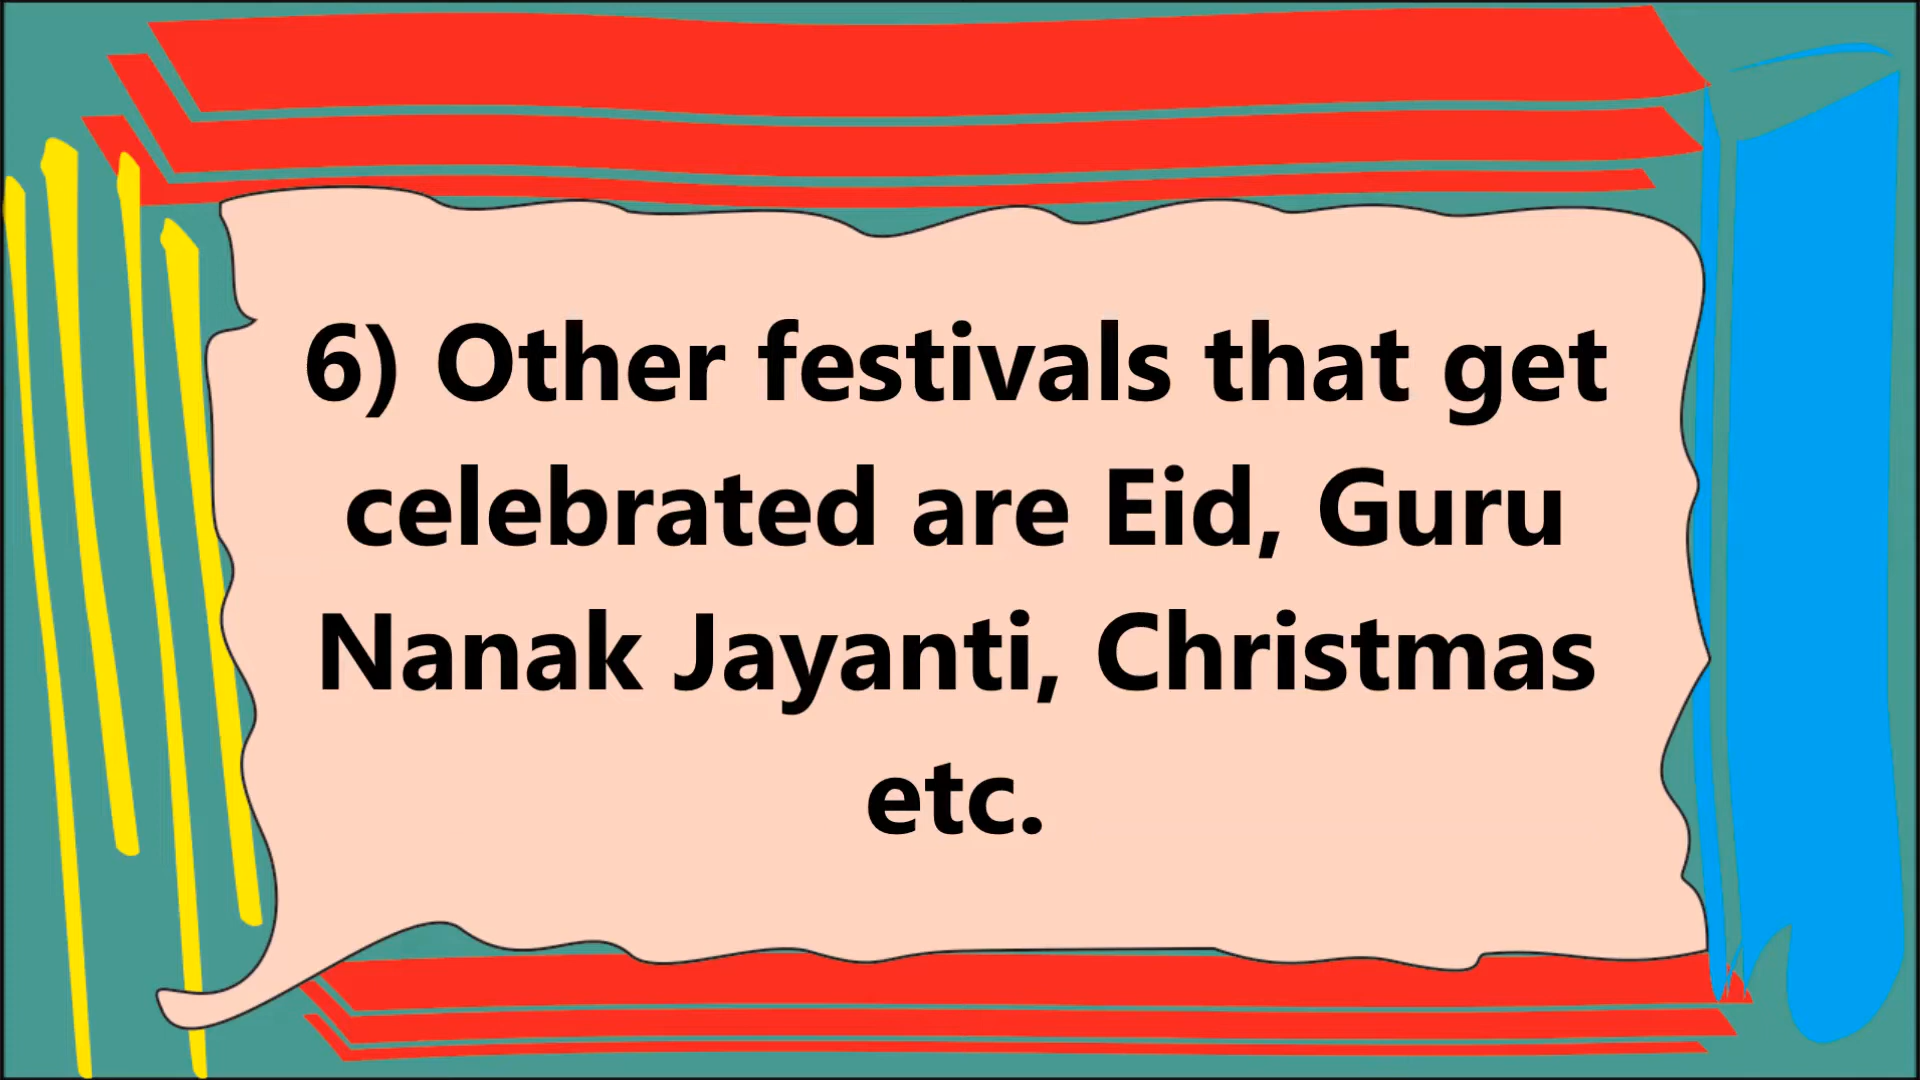 6) Other festivals that get
celebrated are Eid, Guru
Nanak Jayanti, Christmas
etc.